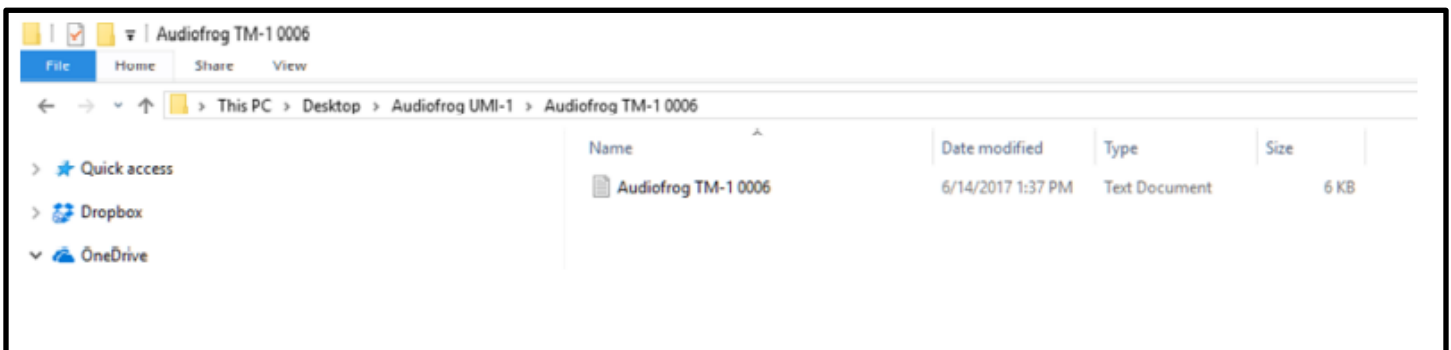 Audiofrog TM-1 0006
File Home Share View
This PC > Desktop > Audiofrog UMI-1 > Audiofrog TM-1 0006
Name Date modified Type Size
Quick access
Audiofrog TM-1 0006 6/14/2017 1:37 PM Text Document 6 KB
Dropbox
OneDrive